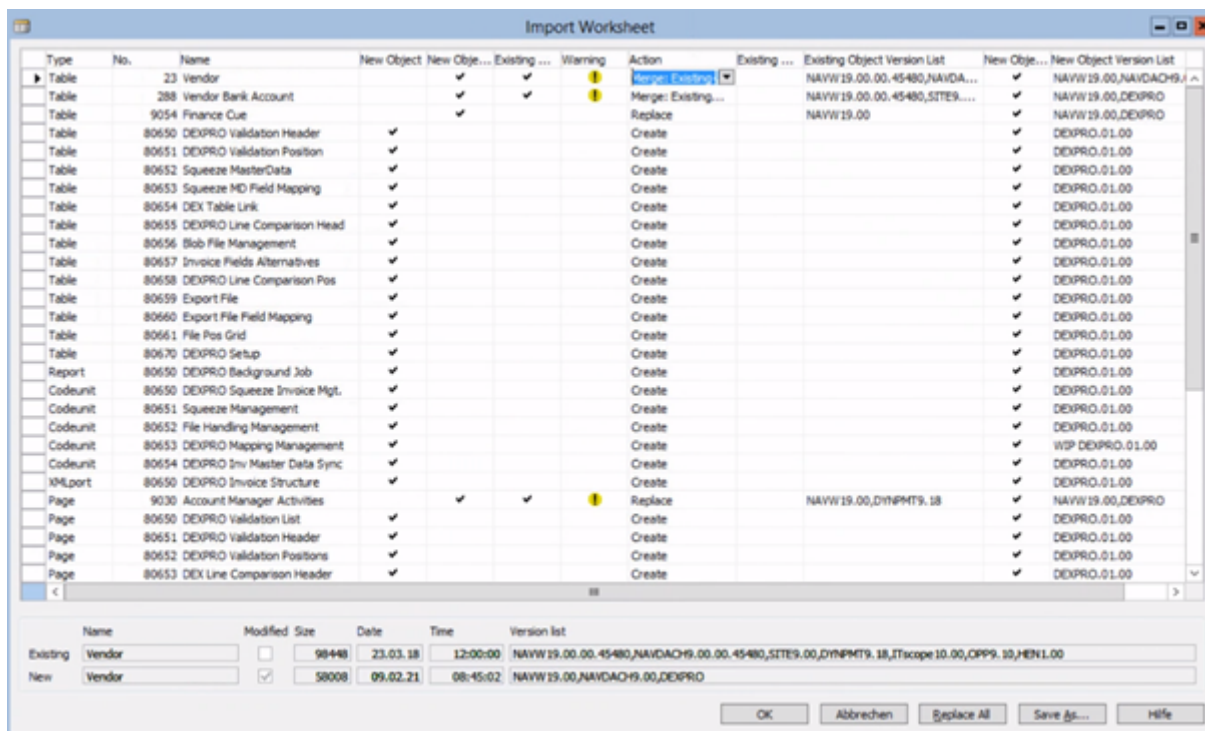 Import Worksheet
Type No. Name New Object New Obje... Existing ... Warning Action Existing ... Existing Object Version List New Obje... New Object Version List
Table 23 Vendor Merge: Existing NAVW19.00.00.45480,NAVDA... NAVW19.00,NAVDACH9.
Table 288 Vendor Bank Account Merge: Existing... NAVW19.00.00.45480,SITE9.... NAVW19.00,DEXPRO
Table 9054 Finance Cue Replace NAVW19.00 NAVW19.00,DEXPRO
Table 80650 DEXPRO Validation Header Create DEXPRO.01.00
Table 80651 DEXPRO Validation Position Create DEXPRO.01.00
Table 80652 Squeeze MasterData Create DEXPRO.01.00
Table 80653 Squeeze MD Field Mapping Create DEXPRO.01.00
Table 80654 DEX Table Link Create DEXPRO.01.00
Table 80655 DEXPRO Line Comparison Head Create DEXPRO.01.00
Table 80656 Blob File Management Create DEXPRO.01.00
Table 80657 Invoice Fields Alternatives Create DEXPRO.01.00
Table 80658 DEXPRO Line Comparison Pos Create DEXPRO.01.00
Table 80659 Export File Create DEXPRO.01.00
Table 80660 Export File Field Mapping Create DEXPRO.01.00
Table 80661 File Pos Grid Create DEXPRO.01.00
Table 80670 DEXPRO Setup Create DEXPRO.01.00
Report 80650 DEXPRO Background Job Create DEXPRO.01.00
Codeunit 80650 DEXPRO Squeeze Invoice Mgt. Create DEXPRO.01.00
Codeunit 80651 Squeeze Management Create DEXPRO.01.00
Codeunit 80652 File Handling Management Create DEXPRO.01.00
Codeunit 80653 DEXPRO Mapping Management Create WIP DEXPRO.01.00
Codeunit 80654 DEXPRO Inv Master Data Sync Create DEXPRO.01.00
XMLport 80650 DEXPRO Invoice Structure Create DEXPRO.01.00
Page 9030 Account Manager Activities Replace NAVW19.00,DYNPMT9.18 NAVW19.00,DEXPRO
Page 80650 DEXPRO Validation List Create DEXPRO.01.00
Page 80651 DEXPRO Validation Header Create DEXPRO.01.00
Page 80652 DEXPRO Validation Positions Create DEXPRO.01.00
Page 80653 DEX Line Comparison Header Create DEXPRO.01.00
Name Modified Size Date Time Version list
Existing Vendor 98448 23.03.18 12:00:00 NAVW19.00.00.45480,NAVDACH9.00.00.45480,SITE9.00,DYNPMT9.18,ITscope10.00,OPP9.10,HEN1.00
New Vendor 58008 09.02.21 08:45:02 NAVW19.00,NAVDACH9.00,DEXPRO
OK Abbrechen Replace All Save As... Hilfe